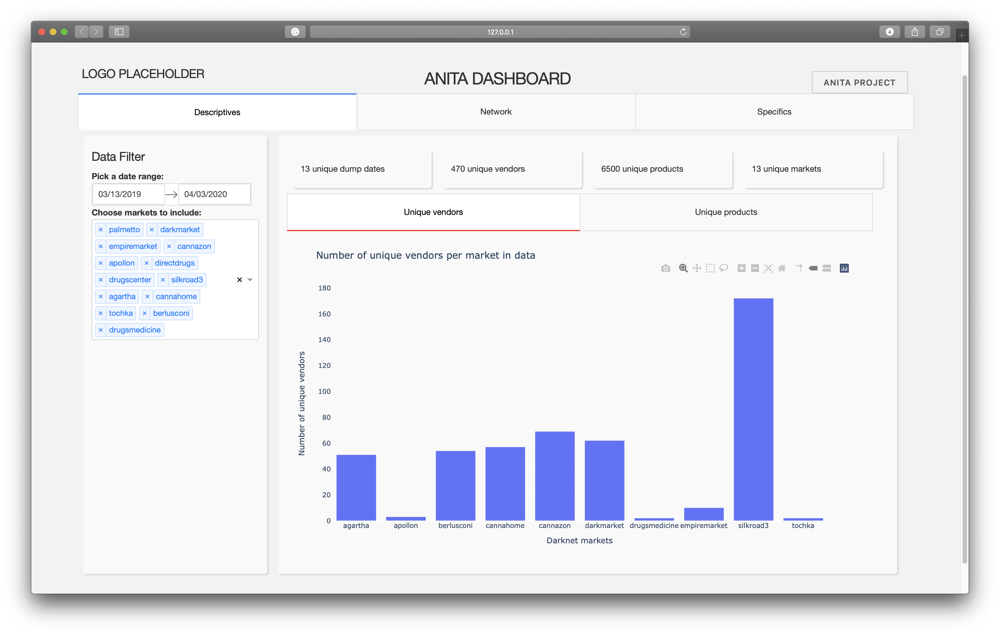 127.0.0.1
LOGO PLACEHOLDER
ANITA DASHBOARD
ANITA PROJECT
Descriptives
Network
Specifics
Data Filter
Pick a date range:
03/13/2019
04/03/2020
Choose markets to include:
× palmetto × darkmarket
× empiremarket × cannazon
× apollon × directdrugs
× drugscenter × silkroad3
× agartha × cannahome
× tochka × berlusconi
× drugsmedicine
13 unique dump dates
470 unique vendors
6500 unique products
13 unique markets
Unique vendors
Unique products
Number of unique vendors per market in data
Number of unique vendors
180
160
140
120
100
80
60
40
20
0
agartha apollon berlusconi cannahome cannazon darkmarket drugsmedicine empiremarket silkroad3 tochka
Darknet markets